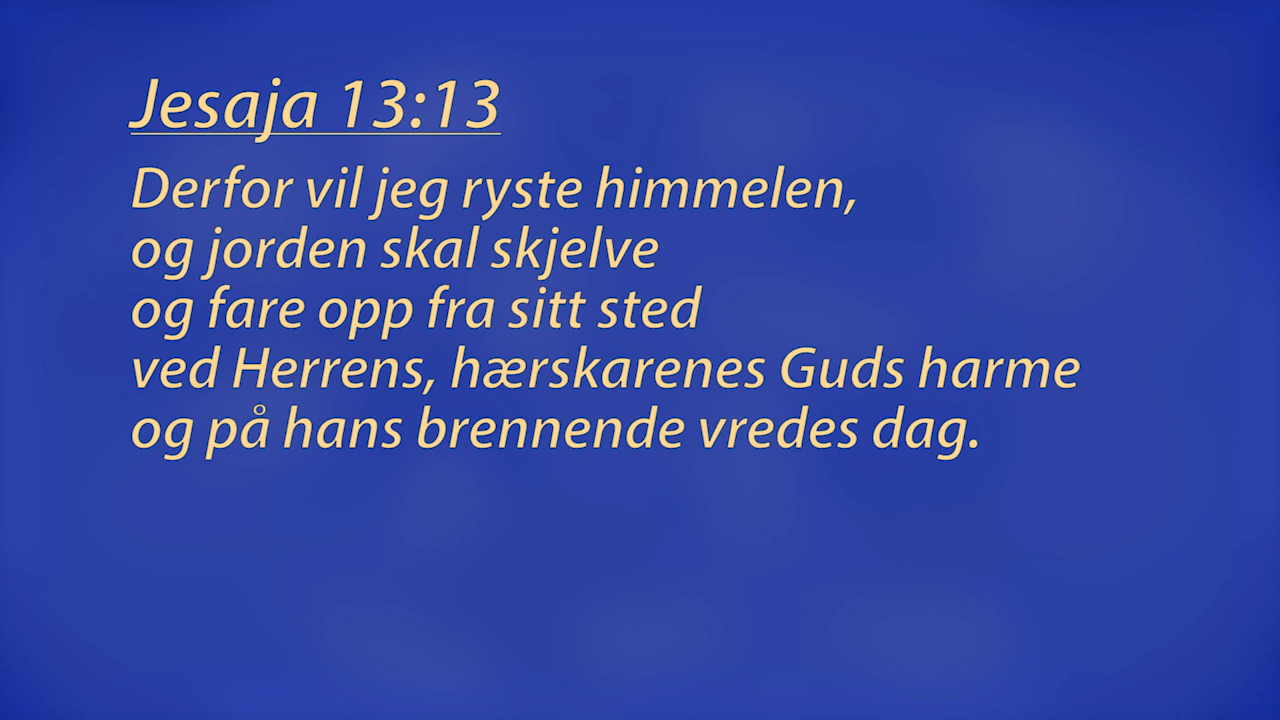 Jesaja 13:13
Derfor vil jeg ryste himmelen,
og jorden skal skjelve
og fare opp fra sitt sted
ved Herrens, hærskarenes Guds harme
og på hans brennende vredes dag.